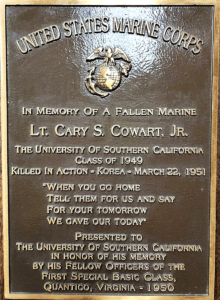 UNITED STATES MARINE CORPS
IN MEMORY OF A FALLEN MARINE
LT. CARY S. COWART, JR.
THE UNIVERSITY OF SOUTHERN CALIFORNIA
CLASS OF 1949
KILLED IN ACTION - KOREA - MARCH 22, 1951
"WHEN YOU GO HOME
TELL THEM FOR US AND SAY
FOR YOUR TOMORROW
WE GAVE OUR TODAY"
PRESENTED TO
THE UNIVERSITY OF SOUTHERN CALIFORNIA
IN HONOR OF HIS MEMORY
BY HIS FELLOW OFFICERS OF THE
FIRST SPECIAL BASIC CLASS,
QUANTICO, VIRGINIA - 1950